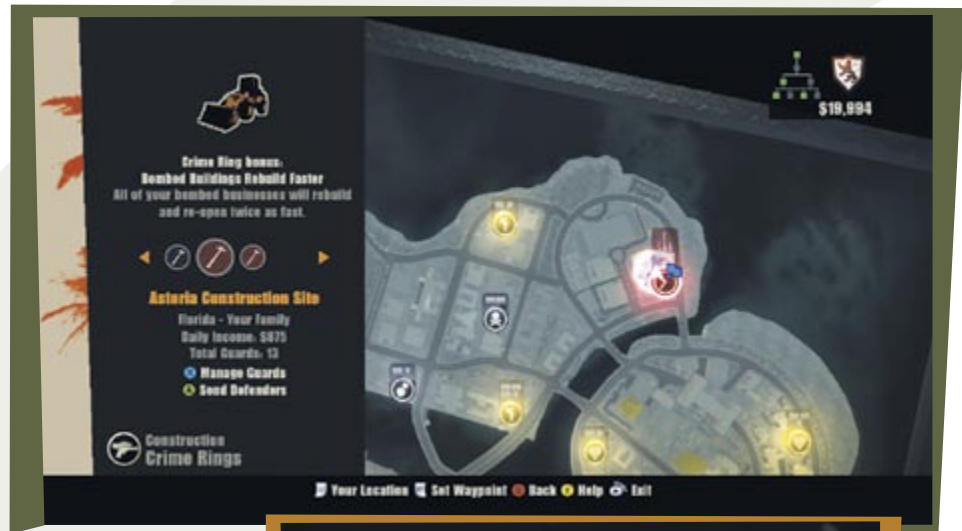 $19,994
Crime Ring bonus:
Bombed Buildings Rebuild Faster
All of your bombed businesses will rebuild
and re-open twice as fast.
Astoria Construction Site
Florida - Your Family
Daily Income: $875
Total Guards: 13
X Manage Guards
A Send Defenders
Construction
Crime Rings
Your Location Set Waypoint Back Help Exit